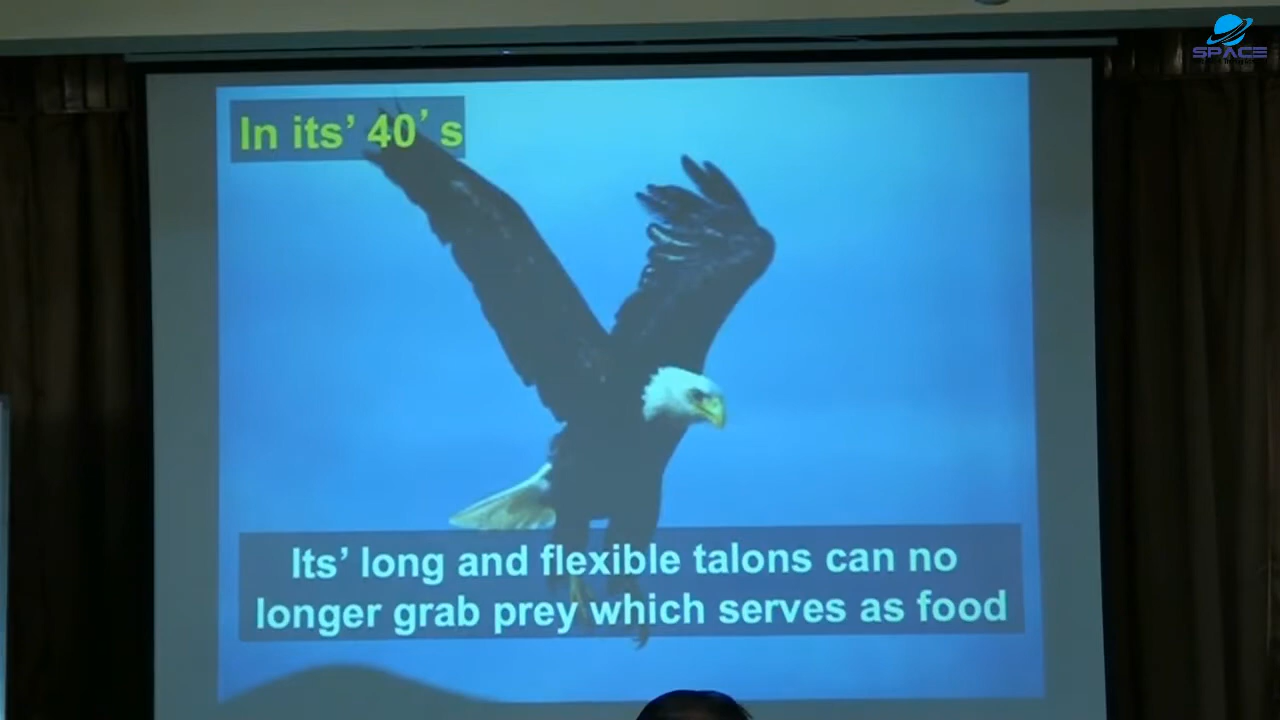 SPACE
In its’ 40’ s
Its’ long and flexible talons can no
longer grab prey which serves as food